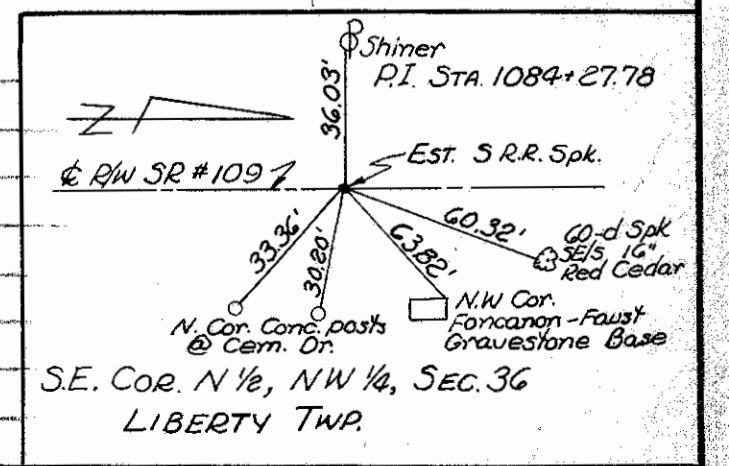 Shiner
P.I. STA. 1084+27.78
36.03'
Z
EST. S R.R. Spk.
℄ R/W SR #109
33.36'
30.20'
63.82'
60.32'
60-d Spk
SE/S 16"
Red Cedar
N. Cor. Conc. posts
@ Cem. Dr.
N.W Cor.
Foncanon-Faust
Gravestone Base
S.E. COR. N 1/2, NW 1/4, SEC. 36
LIBERTY TWP.